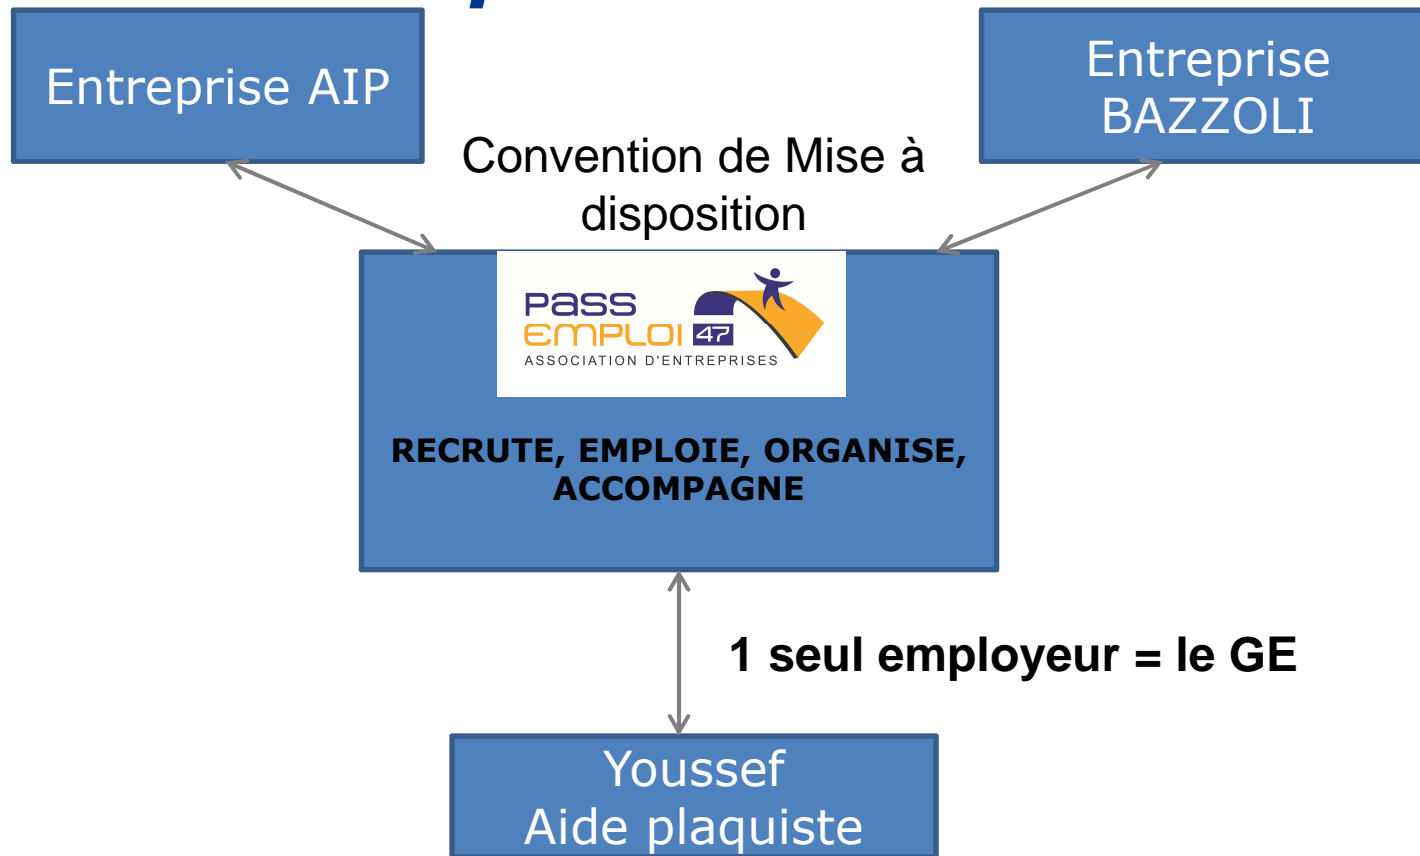 Entreprise AIP
Entreprise
BAZZOLI
Convention de Mise à
disposition
PASS
EMPLOI 47
ASSOCIATION D'ENTREPRISES
RECRUTE, EMPLOIE, ORGANISE,
ACCOMPAGNE
1 seul employeur = le GE
Youssef
Aide plaquiste